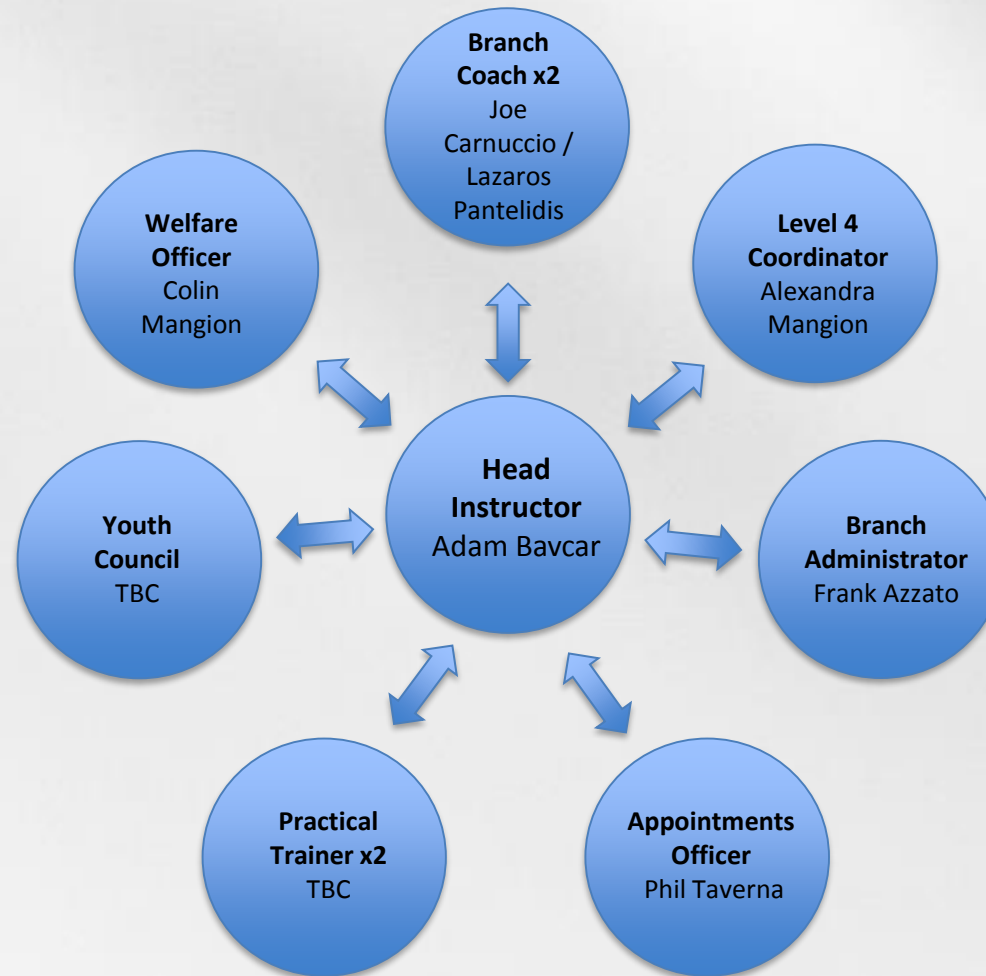 Branch
Coach x2
Joe
Carnuccio /
Lazaros
Pantelidis
Welfare
Officer
Colin
Mangion
Level 4
Coordinator
Alexandra
Mangion
Head
Instructor
Adam Bavcar
Youth
Council
TBC
Branch
Administrator
Frank Azzato
Practical
Trainer x2
TBC
Appointments
Officer
Phil Taverna